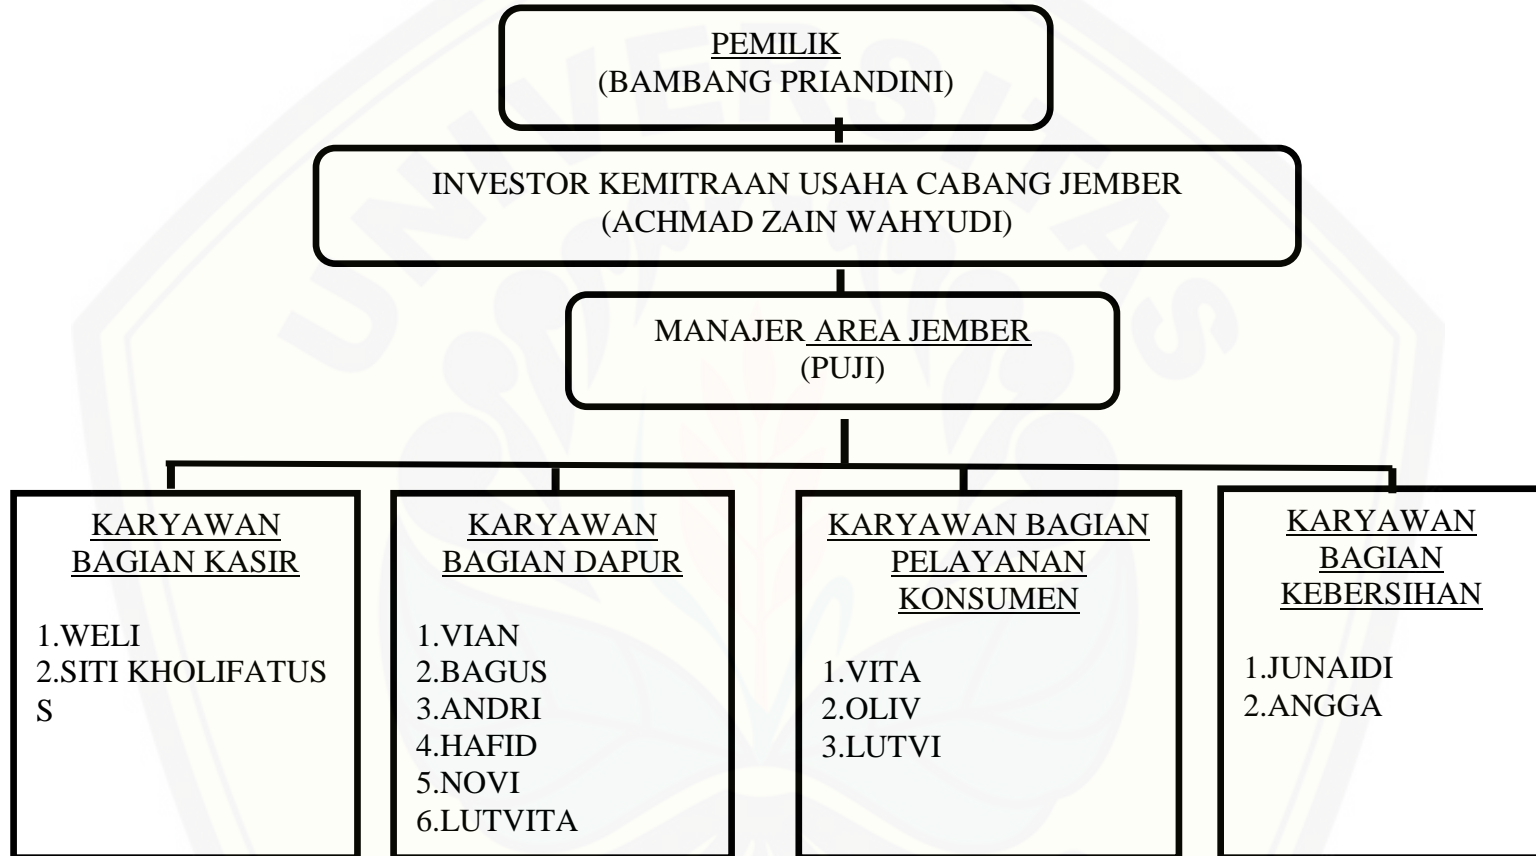 UNIVERSITAS
PEMILIK
(BAMBANG PRIANDINI)
INVESTOR KEMITRAAN USAHA CABANG JEMBER
(ACHMAD ZAIN WAHYUDI)
MANAJER AREA JEMBER
(PUJI)
KARYAWAN
BAGIAN KASIR
1.WELI
2.SITI KHOLIFATUS
S
KARYAWAN
BAGIAN DAPUR
1.VIAN
2.BAGUS
3.ANDRI
4.HAFID
5.NOVI
6.LUTVITA
KARYAWAN BAGIAN
PELAYANAN
KONSUMEN
1.VITA
2.OLIV
3.LUTVI
KARYAWAN
BAGIAN
KEBERSIHAN
1.JUNAIDI
2.ANGGA